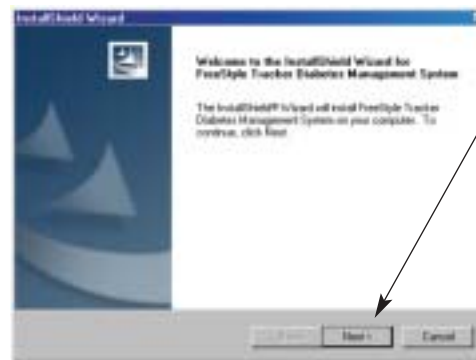 InstallShield Wizard
Welcome to the InstallShield Wizard for
FreeStyle Tracker Diabetes Management System
The InstallShield® Wizard will install FreeStyle Tracker
Diabetes Management System on your computer. To
continue, click Next.
Next >
Cancel